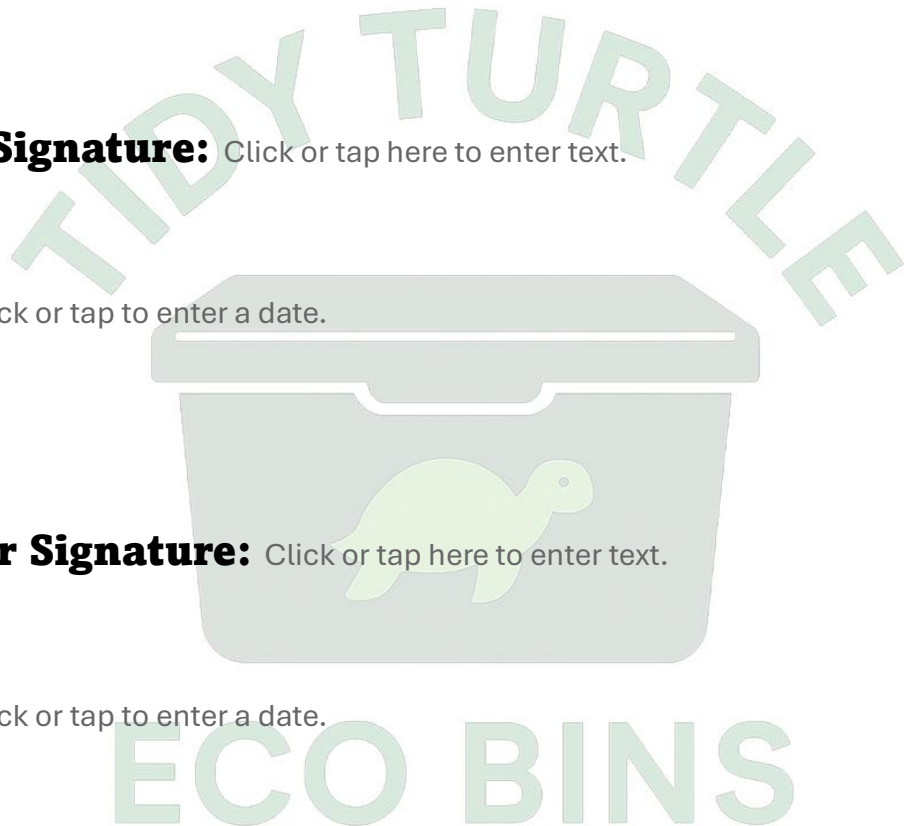 TIDY TURTLE
Signature: Click or tap here to enter text.
ck or tap to enter a date.
r Signature: Click or tap here to enter text.
ck or tap to enter a date.
ECO BINS